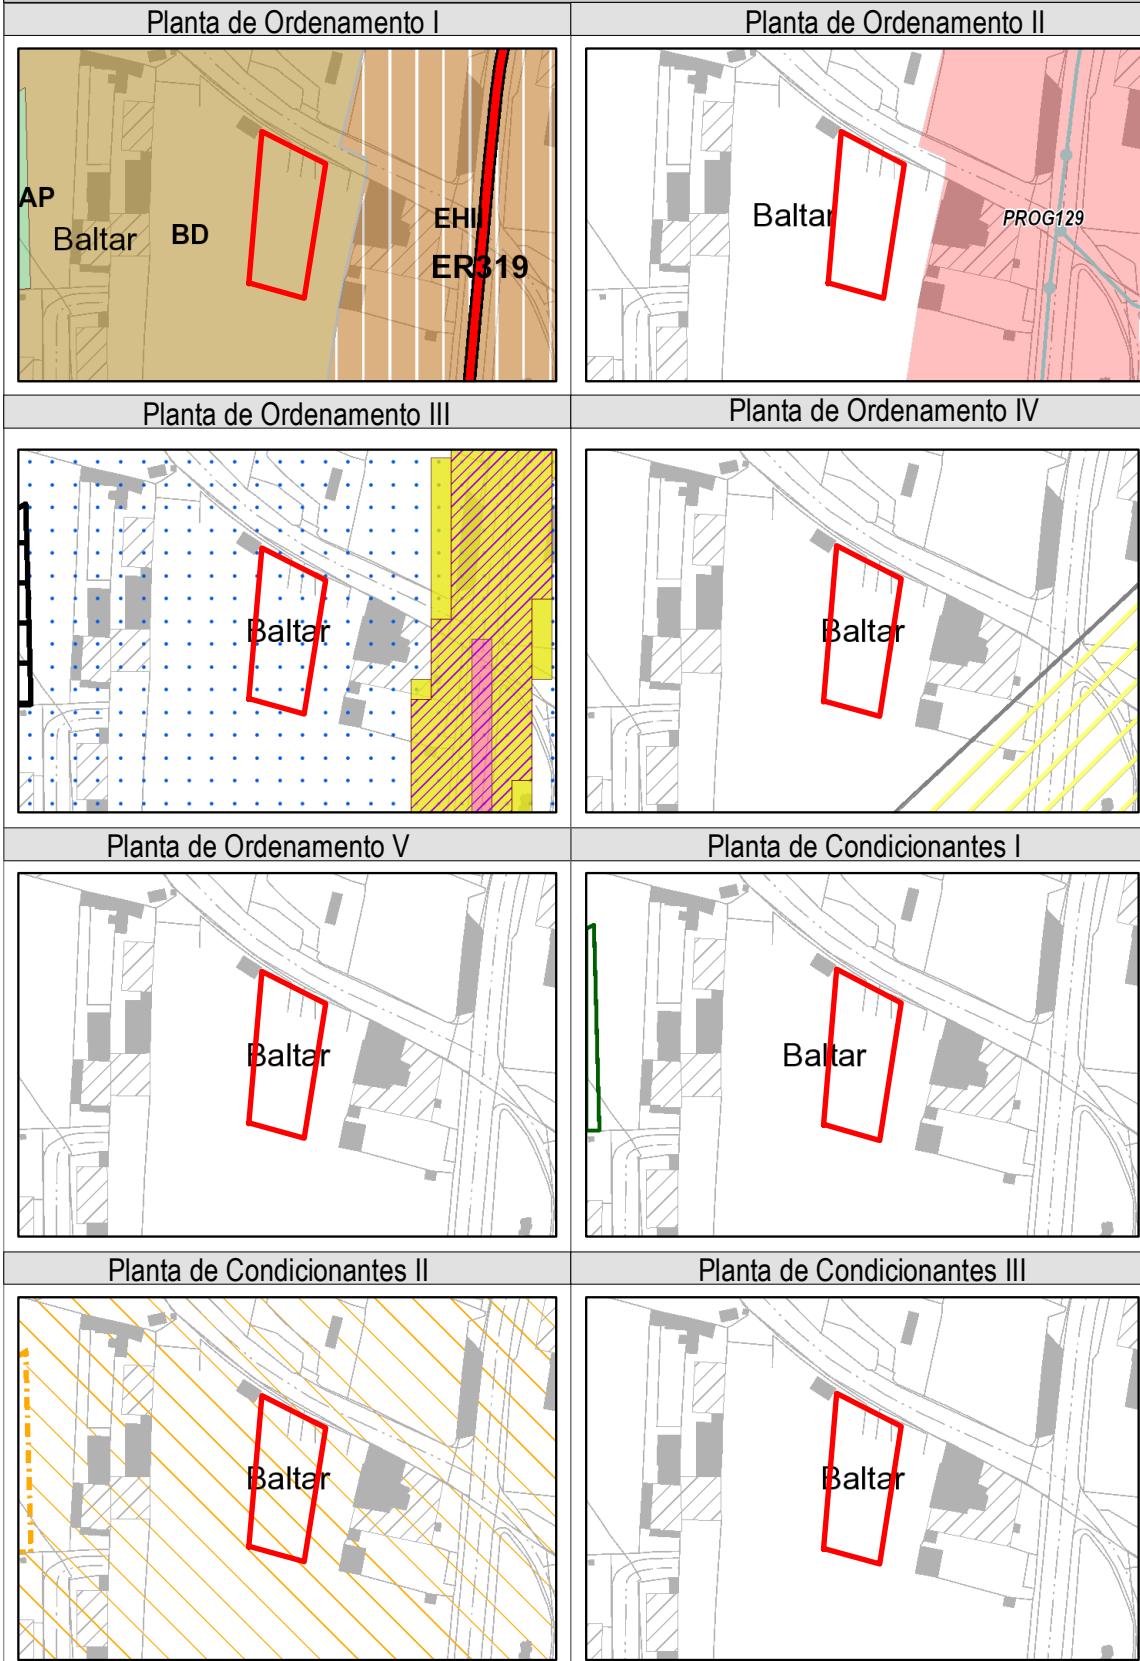 Planta de Ordenamento I
Planta de Ordenamento II
AP
Baltar
BD
EHII
ER319
Baltar
PROG129
Planta de Ordenamento III
Planta de Ordenamento IV
Baltar
Baltar
Planta de Ordenamento V
Planta de Condicionantes I
Baltar
Baltar
Planta de Condicionantes II
Planta de Condicionantes III
Baltar
Baltar